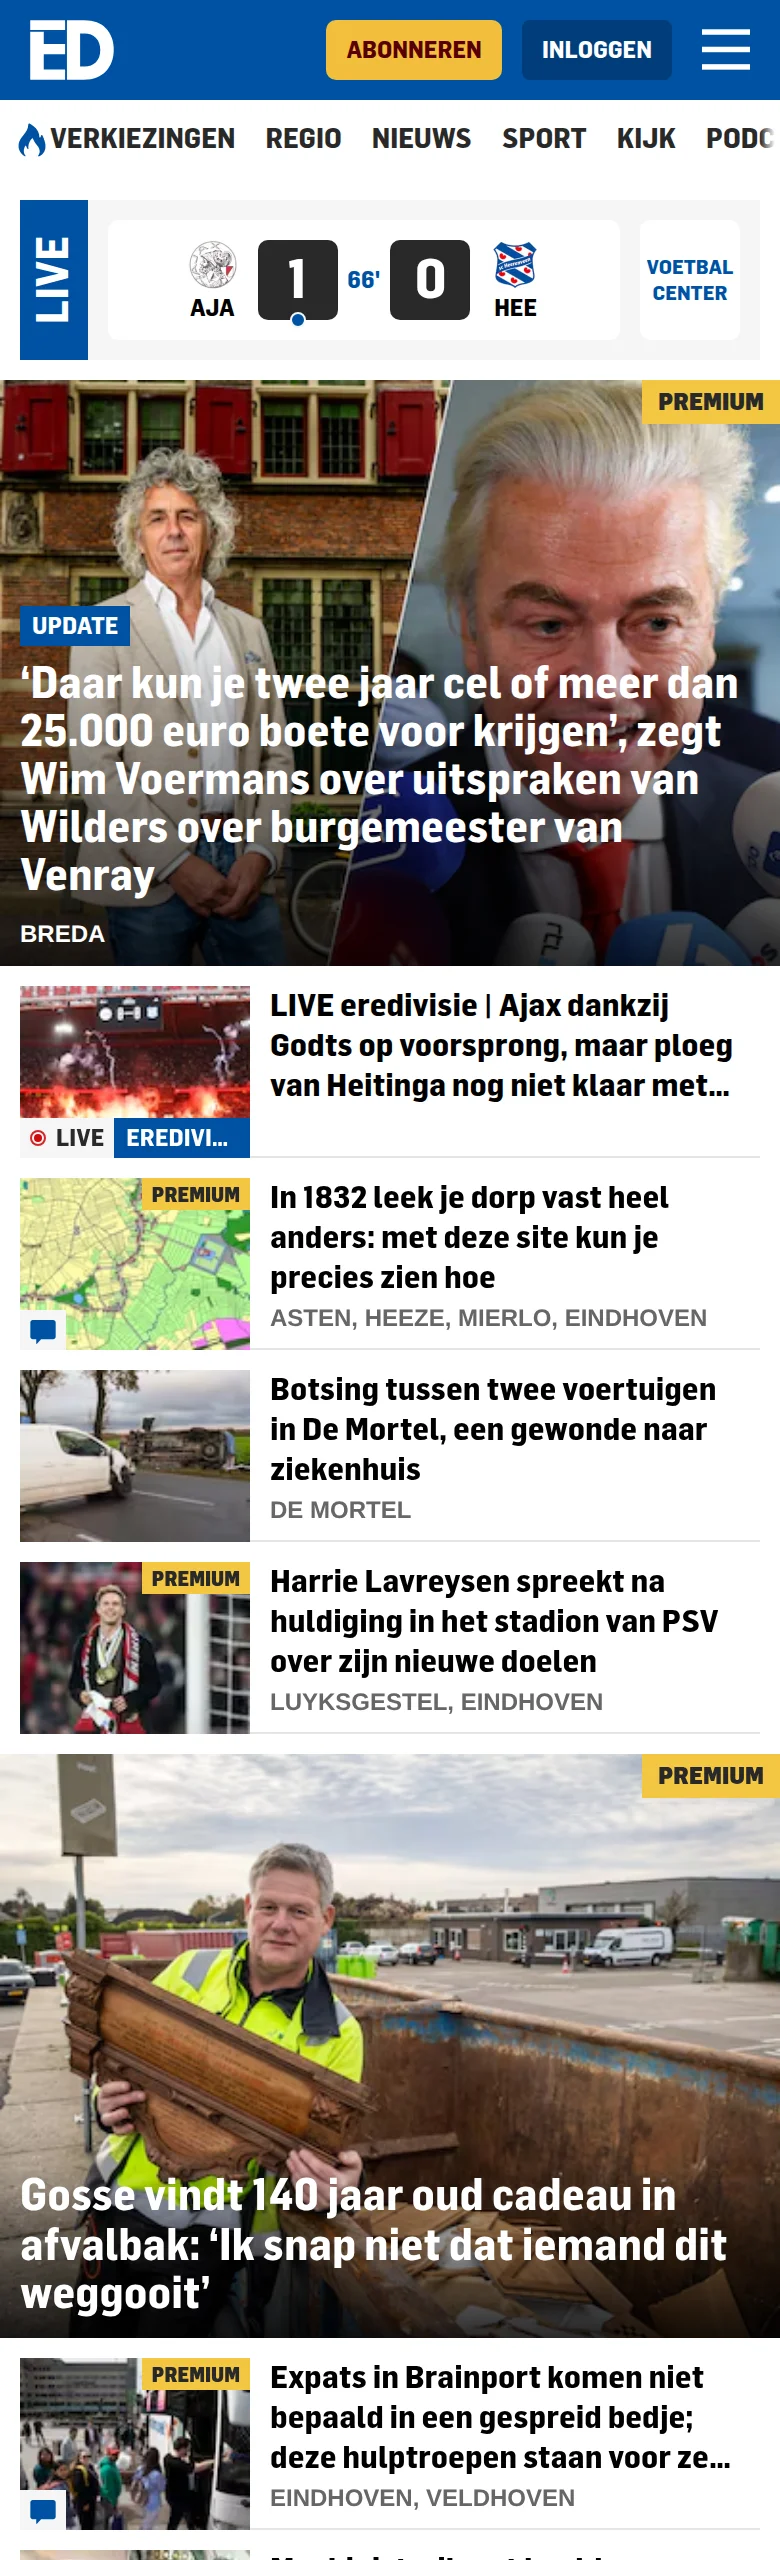 ED
ABONNEREN
INLOGGEN
VERKIEZINGEN REGIO NIEUWS SPORT KIJK PODC
LIVE
1 66' 0
AJA HEE
VOETBAL
CENTER
PREMIUM
UPDATE
‘Daar kun je twee jaar cel of meer dan
25.000 euro boete voor krijgen’, zegt
Wim Voermans over uitspraken van
Wilders over burgemeester van
Venray
BREDA
LIVE eredivisie | Ajax dankzij
Godts op voorsprong, maar ploeg
van Heitinga nog niet klaar met...
LIVE EREDIVI...
PREMIUM
In 1832 leek je dorp vast heel
anders: met deze site kun je
precies zien hoe
ASTEN, HEEZE, MIERLO, EINDHOVEN
Botsing tussen twee voertuigen
in De Mortel, een gewonde naar
ziekenhuis
DE MORTEL
PREMIUM
Harrie Lavreysen spreekt na
huldiging in het stadion van PSV
over zijn nieuwe doelen
LUYKSGESTEL, EINDHOVEN
PREMIUM
Gosse vindt 140 jaar oud cadeau in
afvalbak: ‘Ik snap niet dat iemand dit
weggooit’
PREMIUM
Expats in Brainport komen niet
bepaald in een gespreid bedje;
deze hulptroepen staan voor ze...
EINDHOVEN, VELDHOVEN